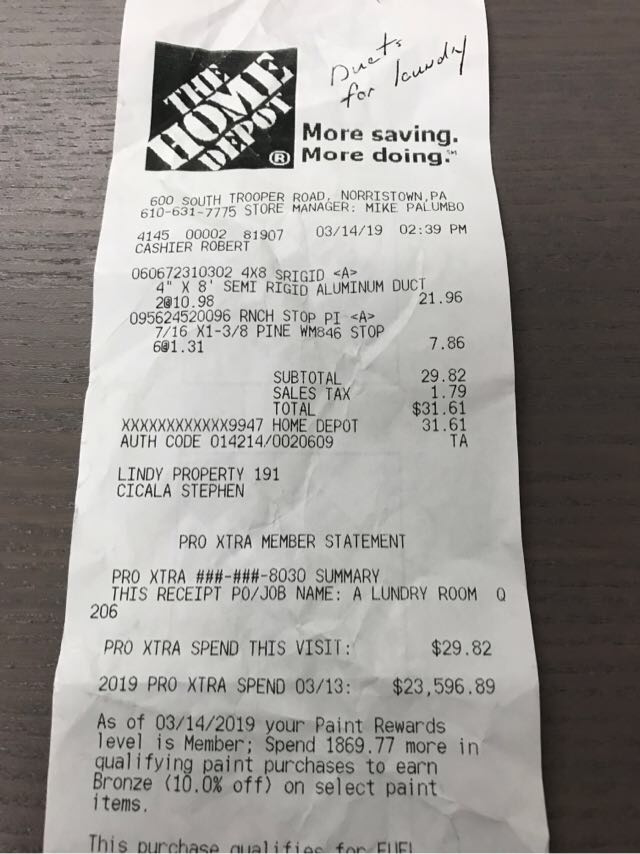 Ducts
for laundry
THE
HOME
DEPOT
®
More saving.
More doing.℠
600 SOUTH TROOPER ROAD, NORRISTOWN,PA
610-631-7775 STORE MANAGER: MIKE PALUMBO
4145 00002 81907 03/14/19 02:39 PM
CASHIER ROBERT
060672310302 4X8 SRIGID <A>
4" X 8' SEMI RIGID ALUMINUM DUCT
2@10.98 21.96
095624520096 RNCH STOP PI <A>
7/16 X1-3/8 PINE WM846 STOP
6@1.31 7.86
SUBTOTAL 29.82
SALES TAX 1.79
TOTAL $31.61
XXXXXXXXXXXX9947 HOME DEPOT 31.61
AUTH CODE 014214/0020609 TA
LINDY PROPERTY 191
CICALA STEPHEN
PRO XTRA MEMBER STATEMENT
PRO XTRA ###-###-8030 SUMMARY
THIS RECEIPT PO/JOB NAME: A LUNDRY ROOM Q
206
PRO XTRA SPEND THIS VISIT: $29.82
2019 PRO XTRA SPEND 03/13: $23,596.89
As of 03/14/2019 your Paint Rewards
level is Member; Spend 1869.77 more in
qualifying paint purchases to earn
Bronze (10.0% off) on select paint
items.
This purchase qualifies for FUEL